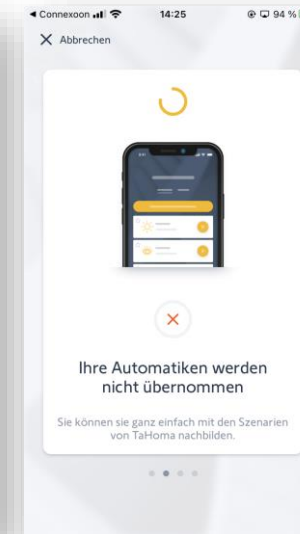 ◀ Connexoon 14:25 94 %
Abbrechen
Ihre Automatiken werden
nicht übernommen
Sie können sie ganz einfach mit den Szenarien
von TaHoma nachbilden.